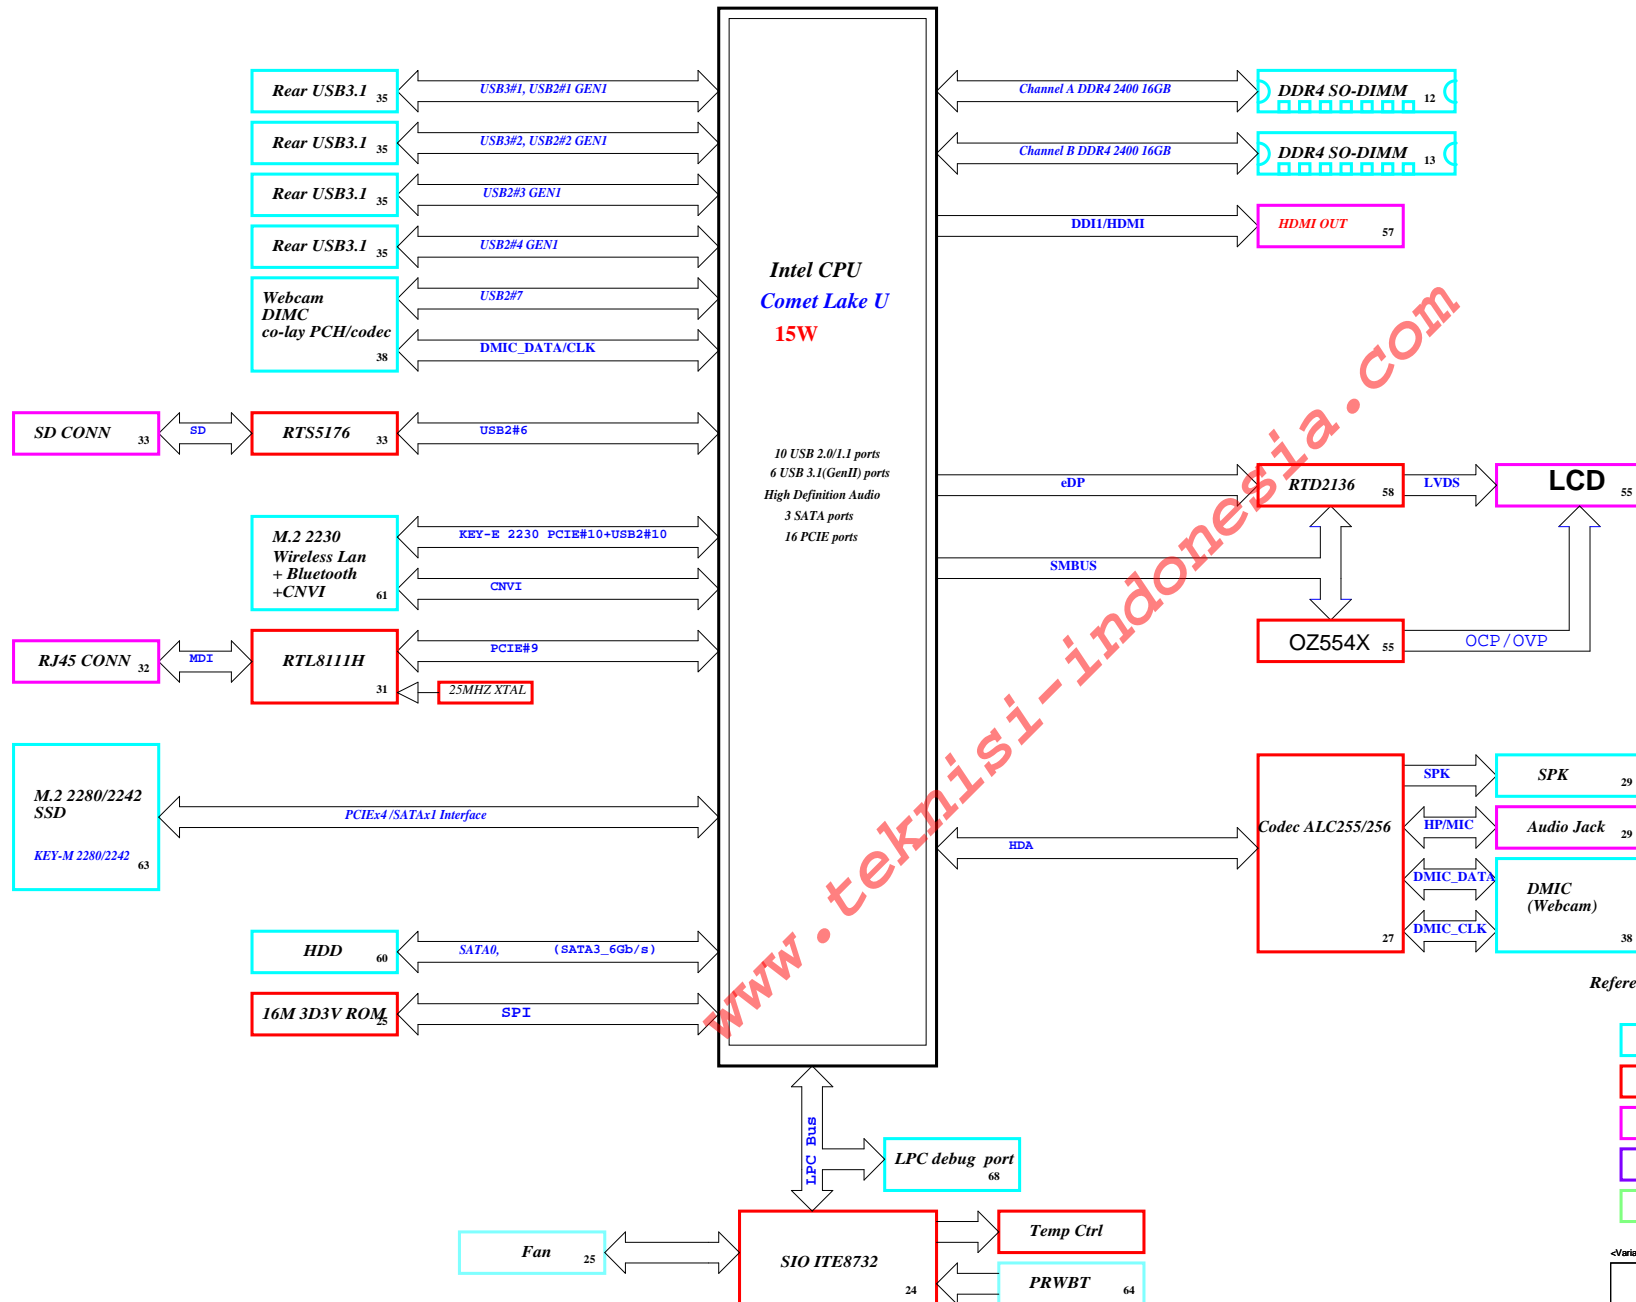 Rear USB3.1 35
USB3#1, USB2#1 GEN1
Rear USB3.1 35
USB3#2, USB2#2 GEN1
Rear USB3.1 35
USB2#3 GEN1
Rear USB3.1 35
USB2#4 GEN1
Webcam
DIMC
co-lay PCH/codec
38
USB2#7
DMIC_DATA/CLK
SD CONN 33
SD
RTS5176 33
USB2#6
M.2 2230
Wireless Lan
+ Bluetooth
+CNVI 61
KEY-E 2230 PCIE#10+USB2#10
CNVI
RJ45 CONN 32
MDI
RTL8111H
31
PCIE#9
25MHZ XTAL
M.2 2280/2242
SSD
KEY-M 2280/2242 63
PCIEx4 /SATAx1 Interface
HDD 60
SATA0, (SATA3_6Gb/s)
16M 3D3V ROM 25
SPI
Intel CPU
Comet Lake U
15W
10 USB 2.0/1.1 ports
6 USB 3.1(GenII) ports
High Definition Audio
3 SATA ports
16 PCIE ports
Channel A DDR4 2400 16GB
DDR4 SO-DIMM 12
Channel B DDR4 2400 16GB
DDR4 SO-DIMM 13
DDI1/HDMI
HDMI OUT 57
eDP
RTD2136 58
LVDS
LCD 55
SMBUS
OZ554X 55
OCP/OVP
HDA
Codec ALC255/256
27
SPK
SPK 29
HP/MIC
Audio Jack 29
DMIC_DATA
DMIC_CLK
DMIC
(Webcam)
38
Refere
LPC Bus
LPC debug port
68
Fan 25
SIO ITE8732
24
Temp Ctrl
PRWBT 64
<Varia
www.teknisi-indonesia.com